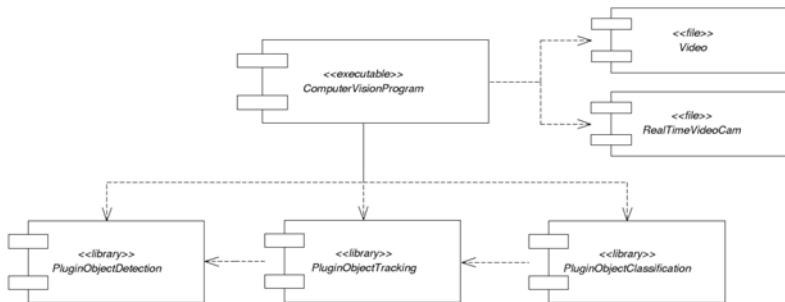 <<executable>>
ComputerVisionProgram
<<file>>
Video
<<file>>
RealTimeVideoCam
<<library>>
PluginObjectDetection
<<library>>
PluginObjectTracking
<<library>>
PluginObjectClassification